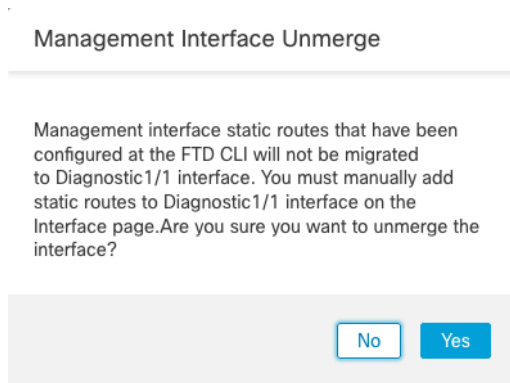 Management Interface Unmerge
Management interface static routes that have been
configured at the FTD CLI will not be migrated
to Diagnostic1/1 interface. You must manually add
static routes to Diagnostic1/1 interface on the
Interface page.Are you sure you want to unmerge the
interface?
No
Yes